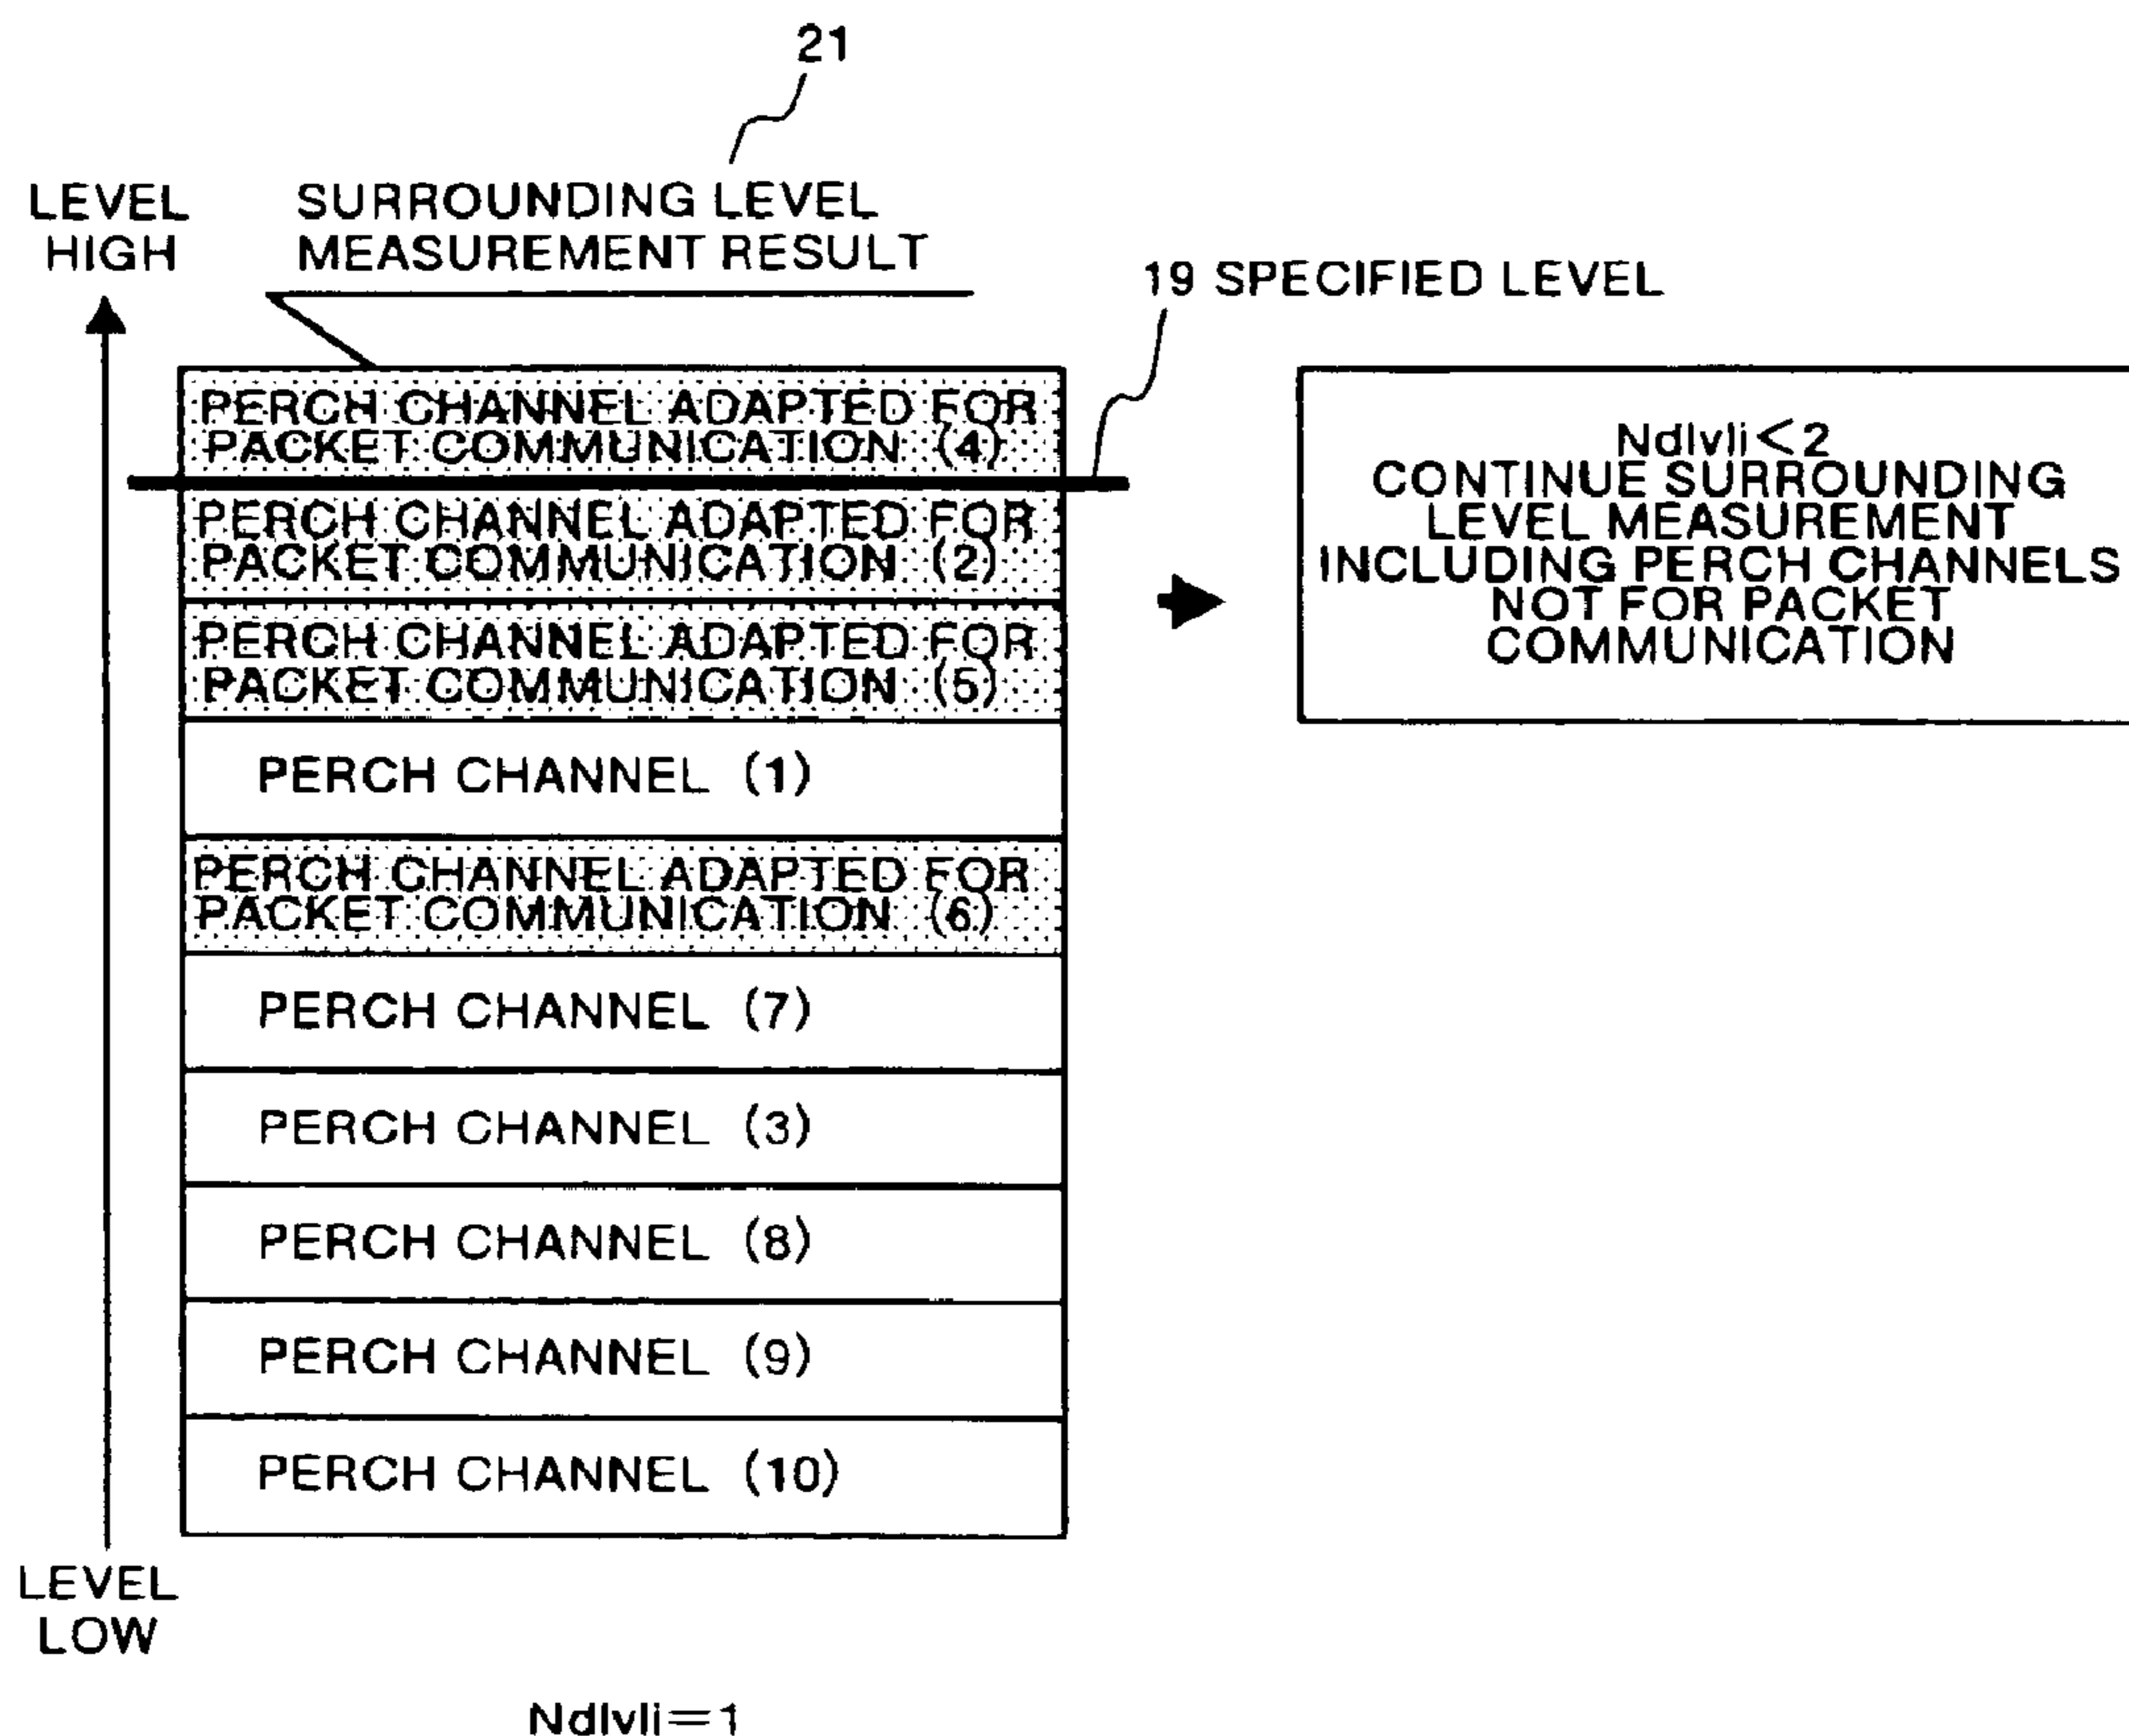 21
LEVEL
HIGH
SURROUNDING LEVEL
MEASUREMENT RESULT
19 SPECIFIED LEVEL
PERCH CHANNEL ADAPTED FOR
PACKET COMMUNICATION (4)
PERCH CHANNEL ADAPTED FOR
PACKET COMMUNICATION (2)
PERCH CHANNEL ADAPTED FOR
PACKET COMMUNICATION (5)
PERCH CHANNEL (1)
PERCH CHANNEL ADAPTED FOR
PACKET COMMUNICATION (6)
PERCH CHANNEL (7)
PERCH CHANNEL (3)
PERCH CHANNEL (8)
PERCH CHANNEL (9)
PERCH CHANNEL (10)
Ndlvli<2
CONTINUE SURROUNDING
LEVEL MEASUREMENT
INCLUDING PERCH CHANNELS
NOT FOR PACKET
COMMUNICATION
LEVEL
LOW
Ndlvli=1